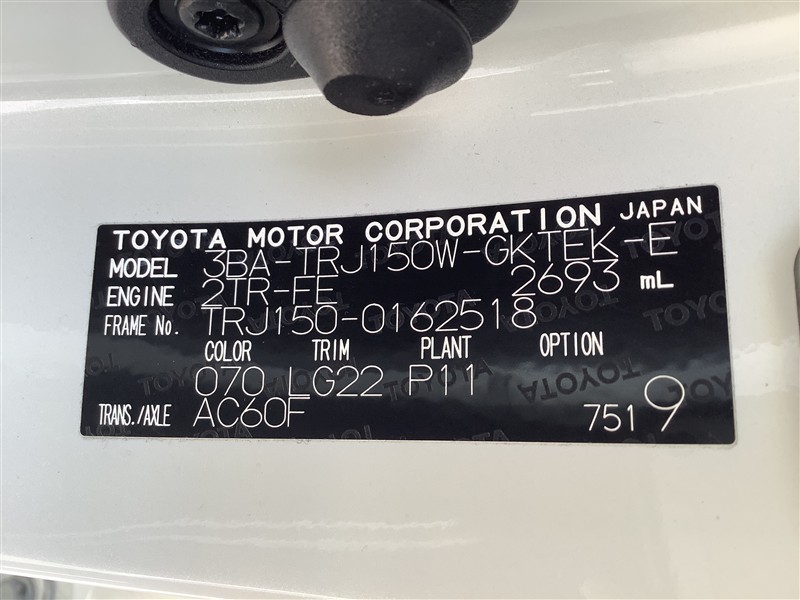 TOYOTA MOTOR CORPORATION JAPAN
MODEL 3BA-TRJ150W-GKTEK-E
ENGINE 2TR-FE 2693 mL
FRAME No. TRJ150-0162518
COLOR TRIM PLANT OPTION
070 LG22 P11
TRANS./AXLE AC60F 7519